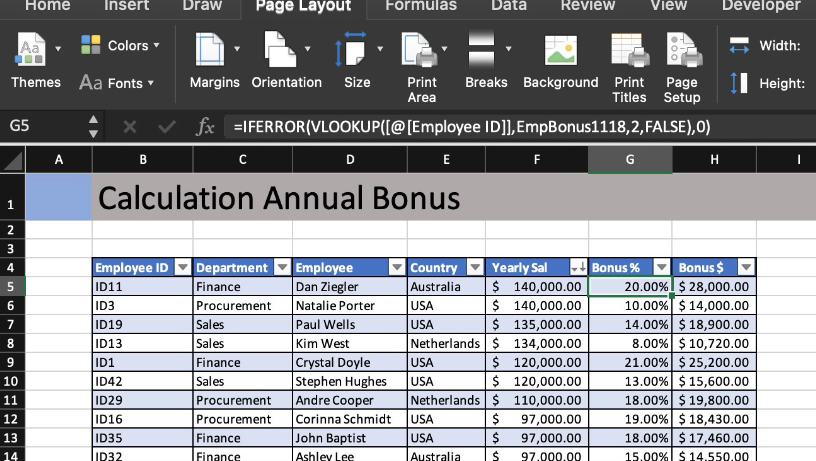 Home Insert Draw Page Layout Formulas Data Review View Developer
Aa Colors Width:
Themes Aa Fonts Margins Orientation Size Print Area Breaks Background Print Titles Page Setup Height:
G5 fx =IFERROR(VLOOKUP([@[Employee ID]],EmpBonus1118,2,FALSE),0)
A B C D E F G H I
1 Calculation Annual Bonus
2
3
4 Employee ID Department Employee Country Yearly Sal Bonus % Bonus $
5 ID11 Finance Dan Ziegler Australia $ 140,000.00 20.00% $ 28,000.00
6 ID3 Procurement Natalie Porter USA $ 140,000.00 10.00% $ 14,000.00
7 ID19 Sales Paul Wells USA $ 135,000.00 14.00% $ 18,900.00
8 ID13 Sales Kim West Netherlands $ 134,000.00 8.00% $ 10,720.00
9 ID1 Finance Crystal Doyle USA $ 120,000.00 21.00% $ 25,200.00
10 ID42 Sales Stephen Hughes USA $ 120,000.00 13.00% $ 15,600.00
11 ID29 Procurement Andre Cooper Netherlands $ 110,000.00 18.00% $ 19,800.00
12 ID16 Procurement Corinna Schmidt USA $ 97,000.00 19.00% $ 18,430.00
13 ID35 Finance John Baptist USA $ 97,000.00 18.00% $ 17,460.00
14 ID32 Finance Ashley Lee Australia $ 97,000.00 15.00% $ 14,550.00